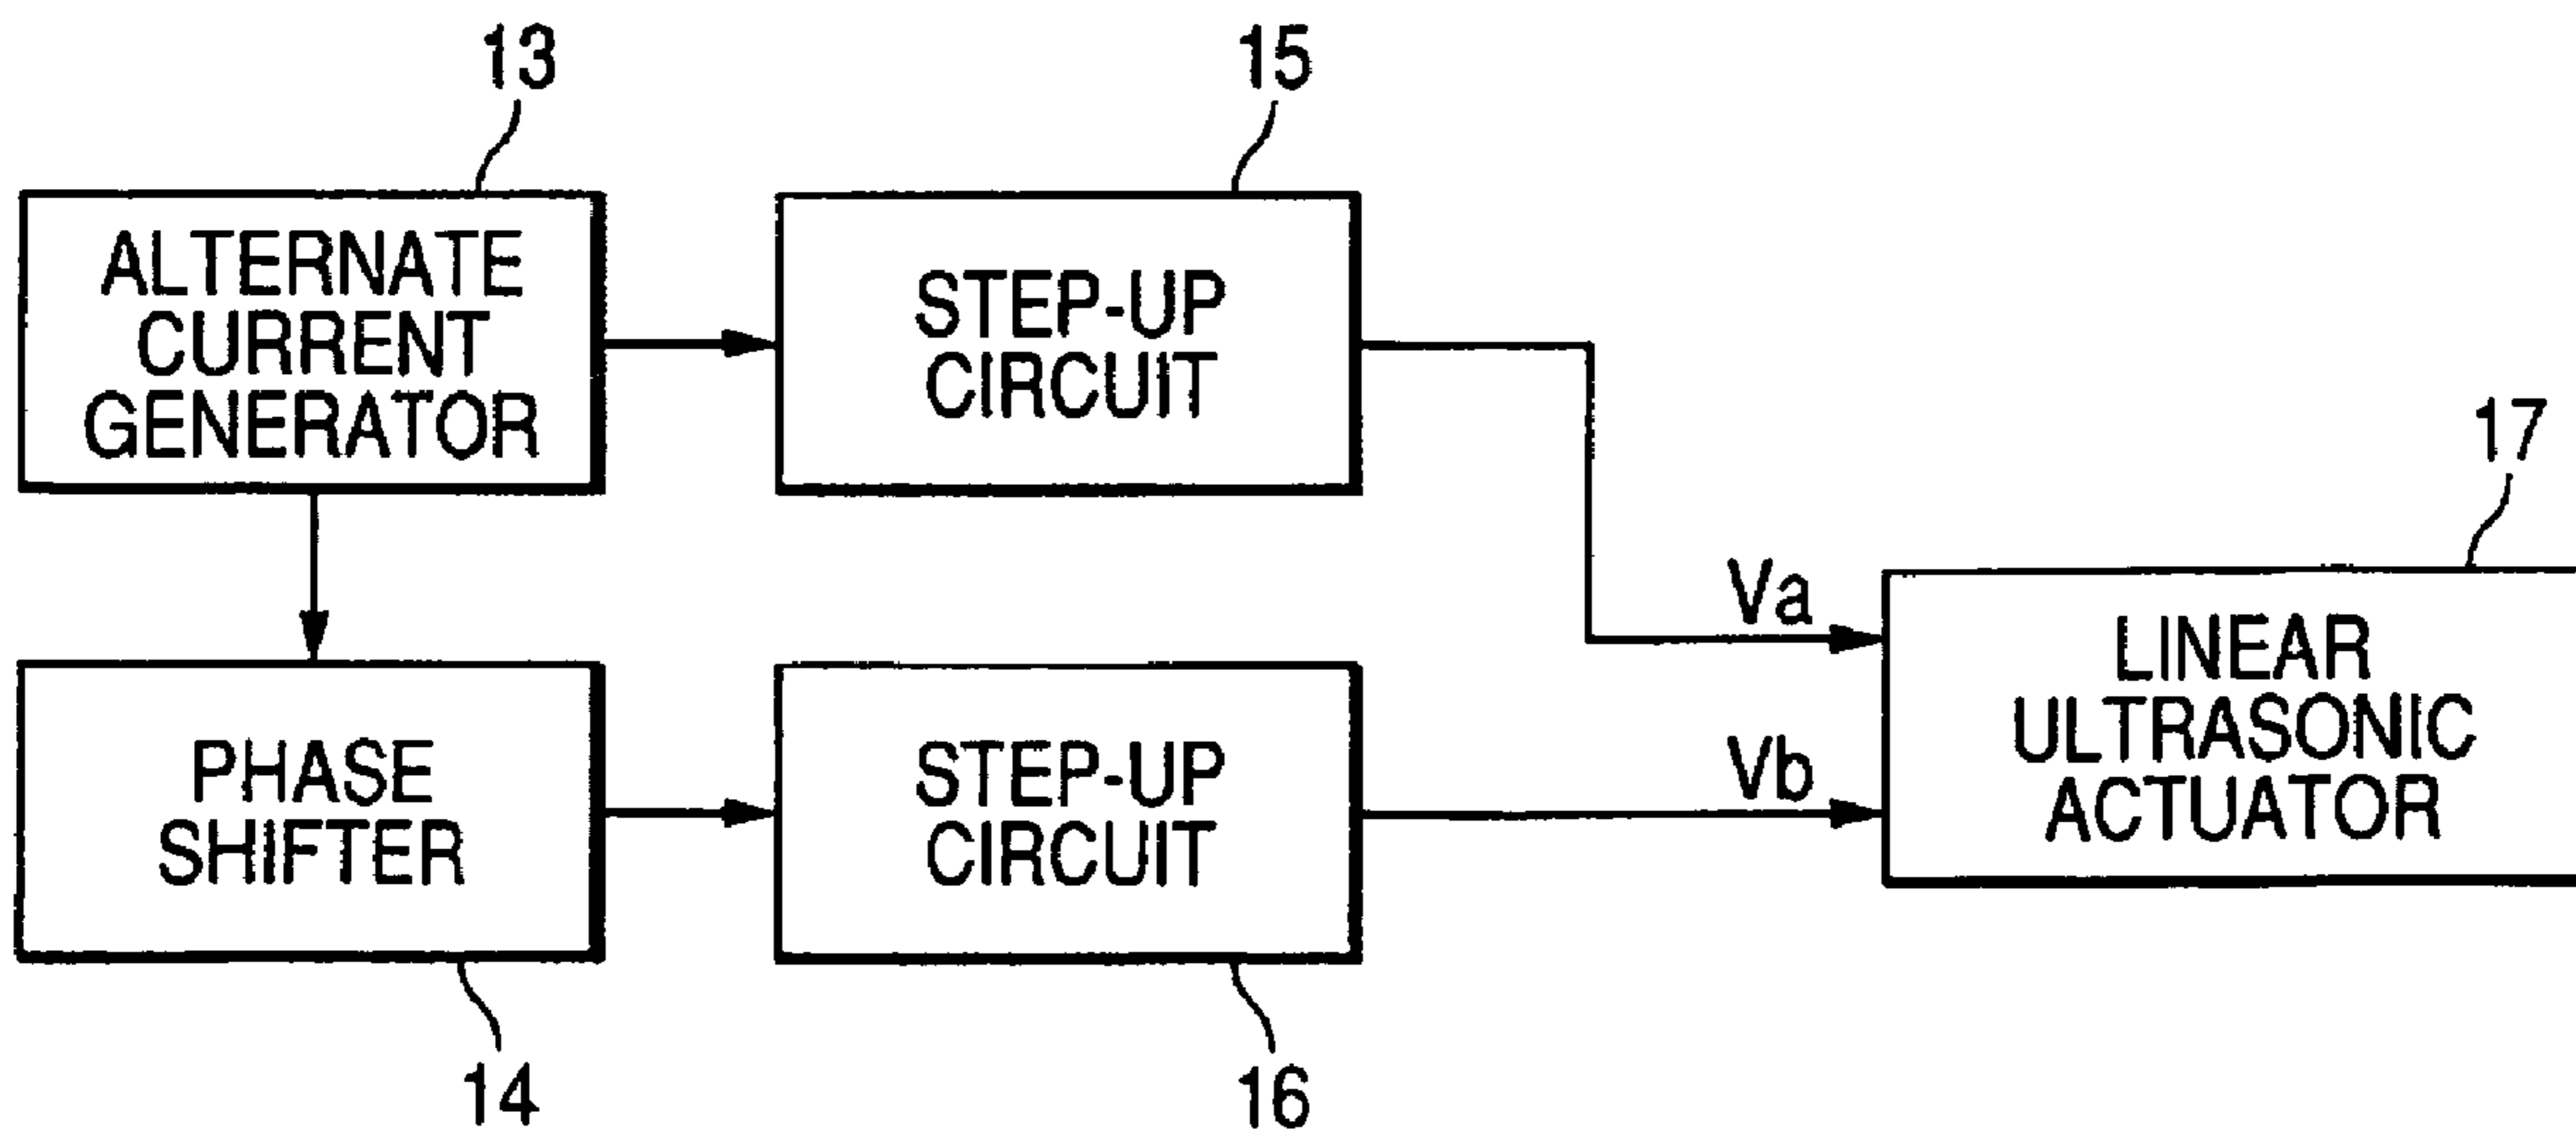 13
15
ALTERNATE
CURRENT
GENERATOR
STEP-UP
CIRCUIT
17
Va
LINEAR
ULTRASONIC
ACTUATOR
Vb
PHASE
SHIFTER
STEP-UP
CIRCUIT
14
16